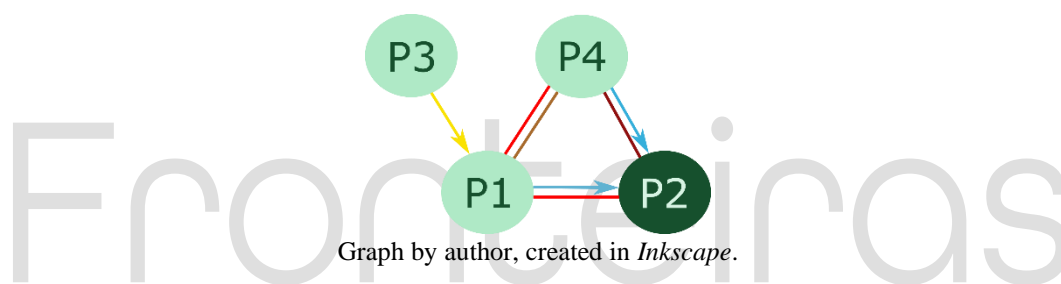 P3 P4
P1 P2
Fronteiras
Graph by author, created in Inkscape.